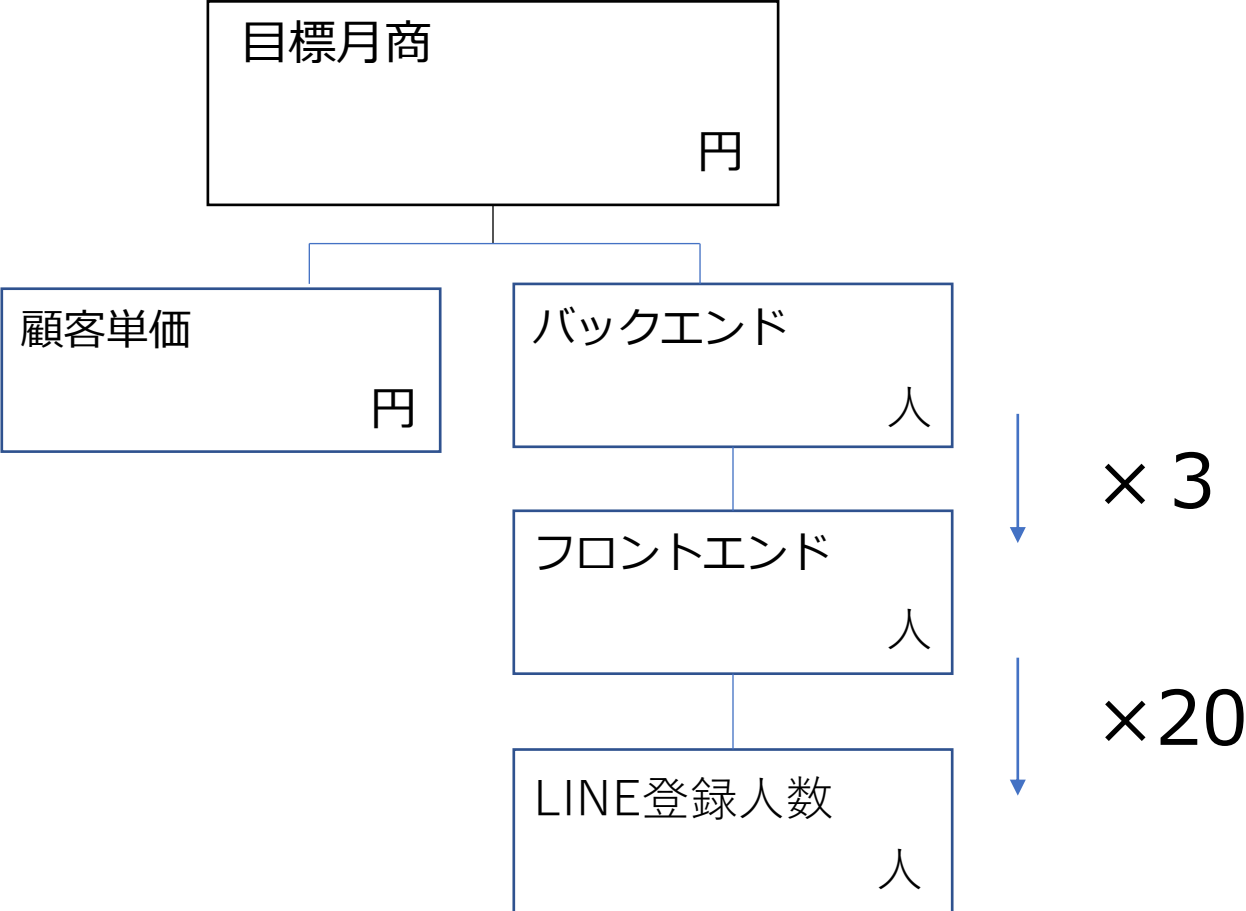 目標月商
円
顧客単価
円
バックエンド
人
×3
フロントエンド
人
×20
LINE登録人数
人